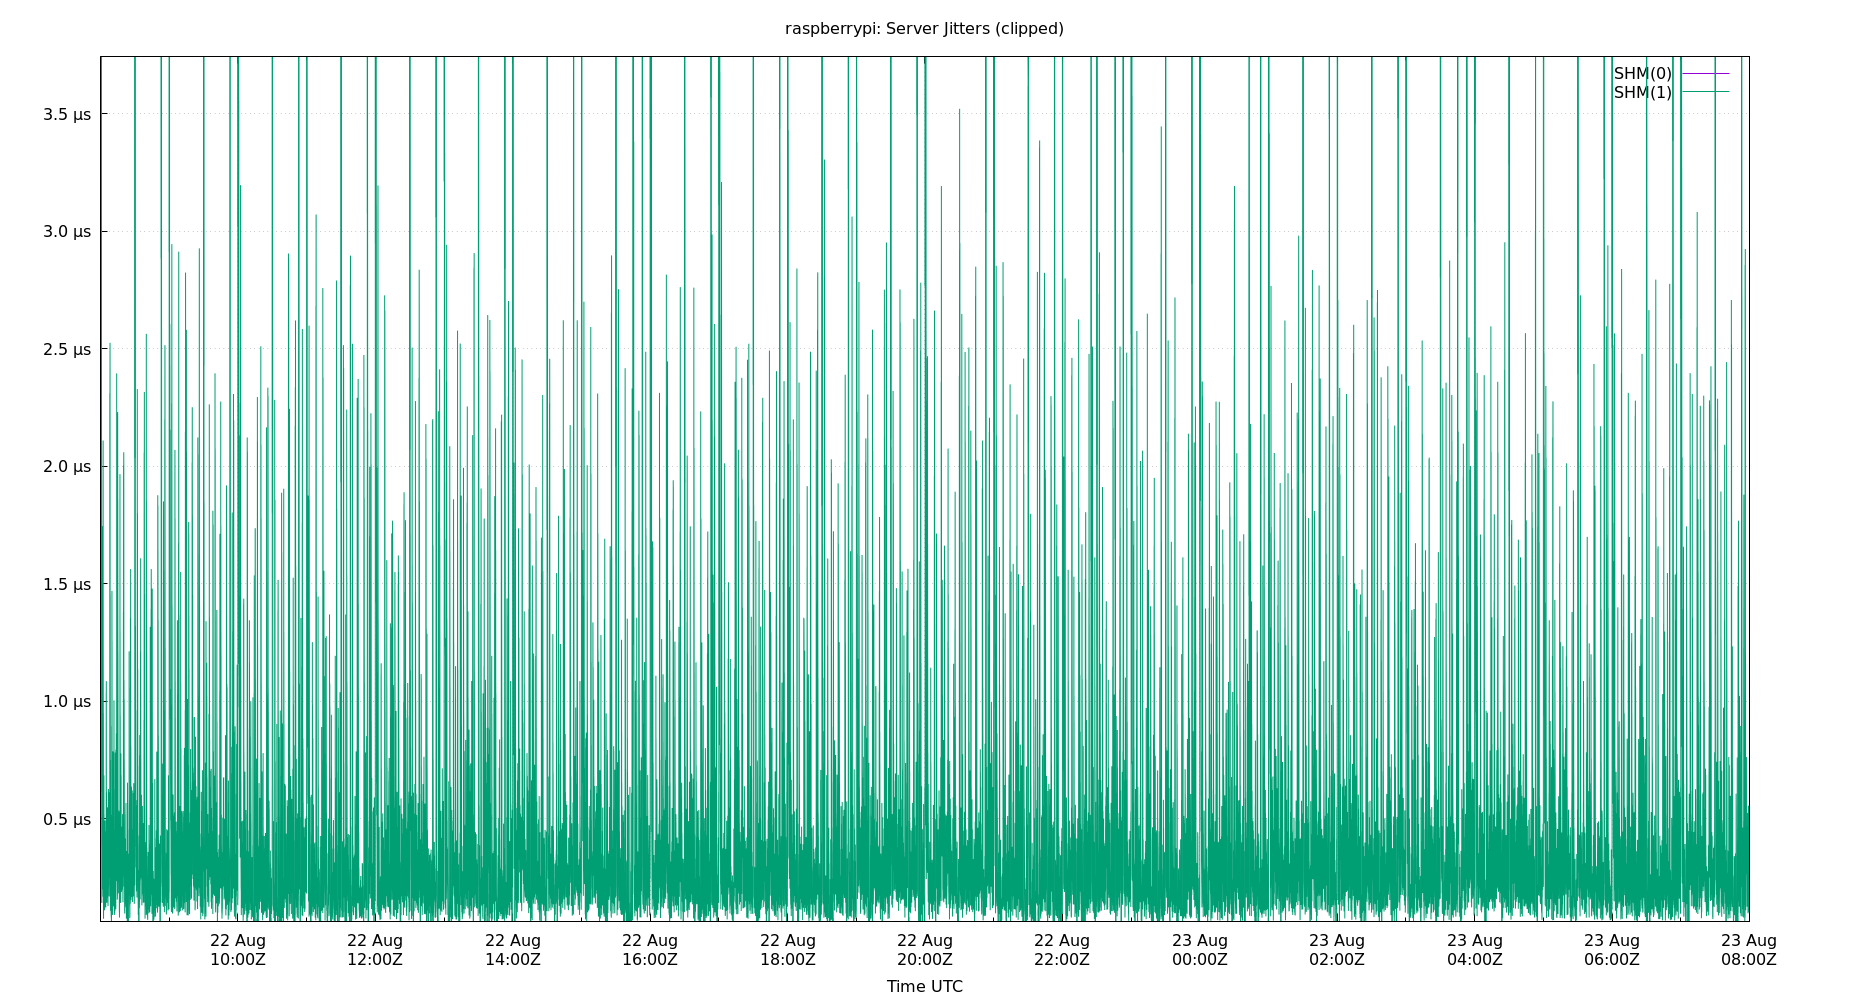 raspberrypi: Server Jitters (clipped)
SHM(0)
SHM(1)
3.5 µs
3.0 µs
2.5 µs
2.0 µs
1.5 µs
1.0 µs
0.5 µs
22 Aug 22 Aug 22 Aug 22 Aug 22 Aug 22 Aug 22 Aug 23 Aug 23 Aug 23 Aug 23 Aug 23 Aug
10:00Z 12:00Z 14:00Z 16:00Z 18:00Z 20:00Z 22:00Z 00:00Z 02:00Z 04:00Z 06:00Z 08:00Z
Time UTC